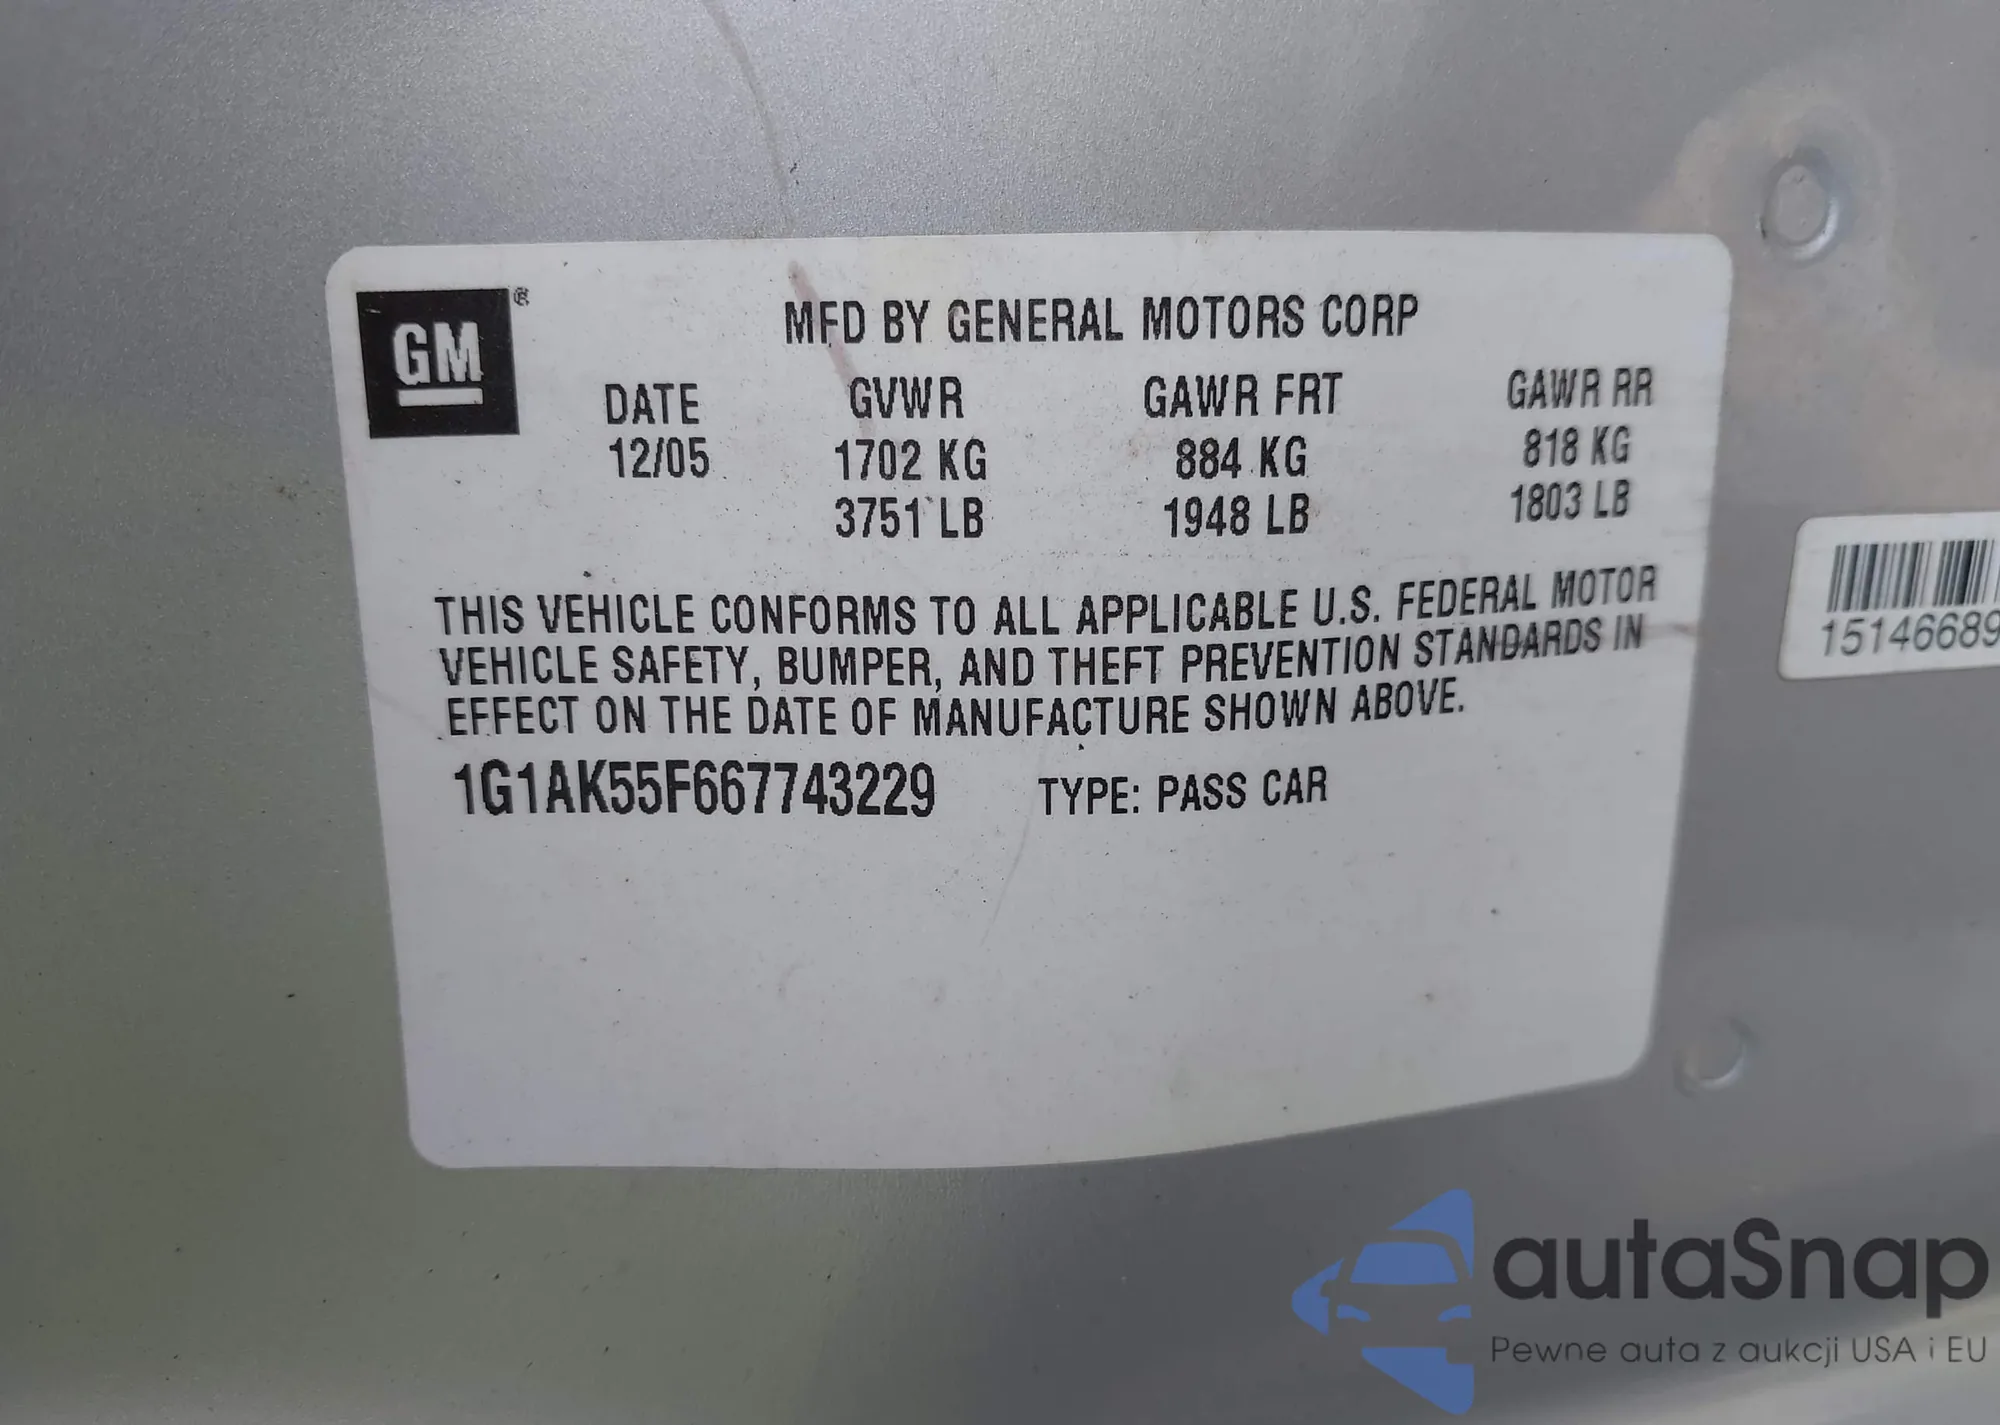 GM®
MFD BY GENERAL MOTORS CORP
DATE GVWR GAWR FRT GAWR RR
12/05 1702 KG 884 KG 818 KG
3751 LB 1948 LB 1803 LB
THIS VEHICLE CONFORMS TO ALL APPLICABLE U.S. FEDERAL MOTOR
VEHICLE SAFETY, BUMPER, AND THEFT PREVENTION STANDARDS IN
EFFECT ON THE DATE OF MANUFACTURE SHOWN ABOVE.
1G1AK55F667743229 TYPE: PASS CAR
15146689
autaSnap
Pewne auta z aukcji USA i EU